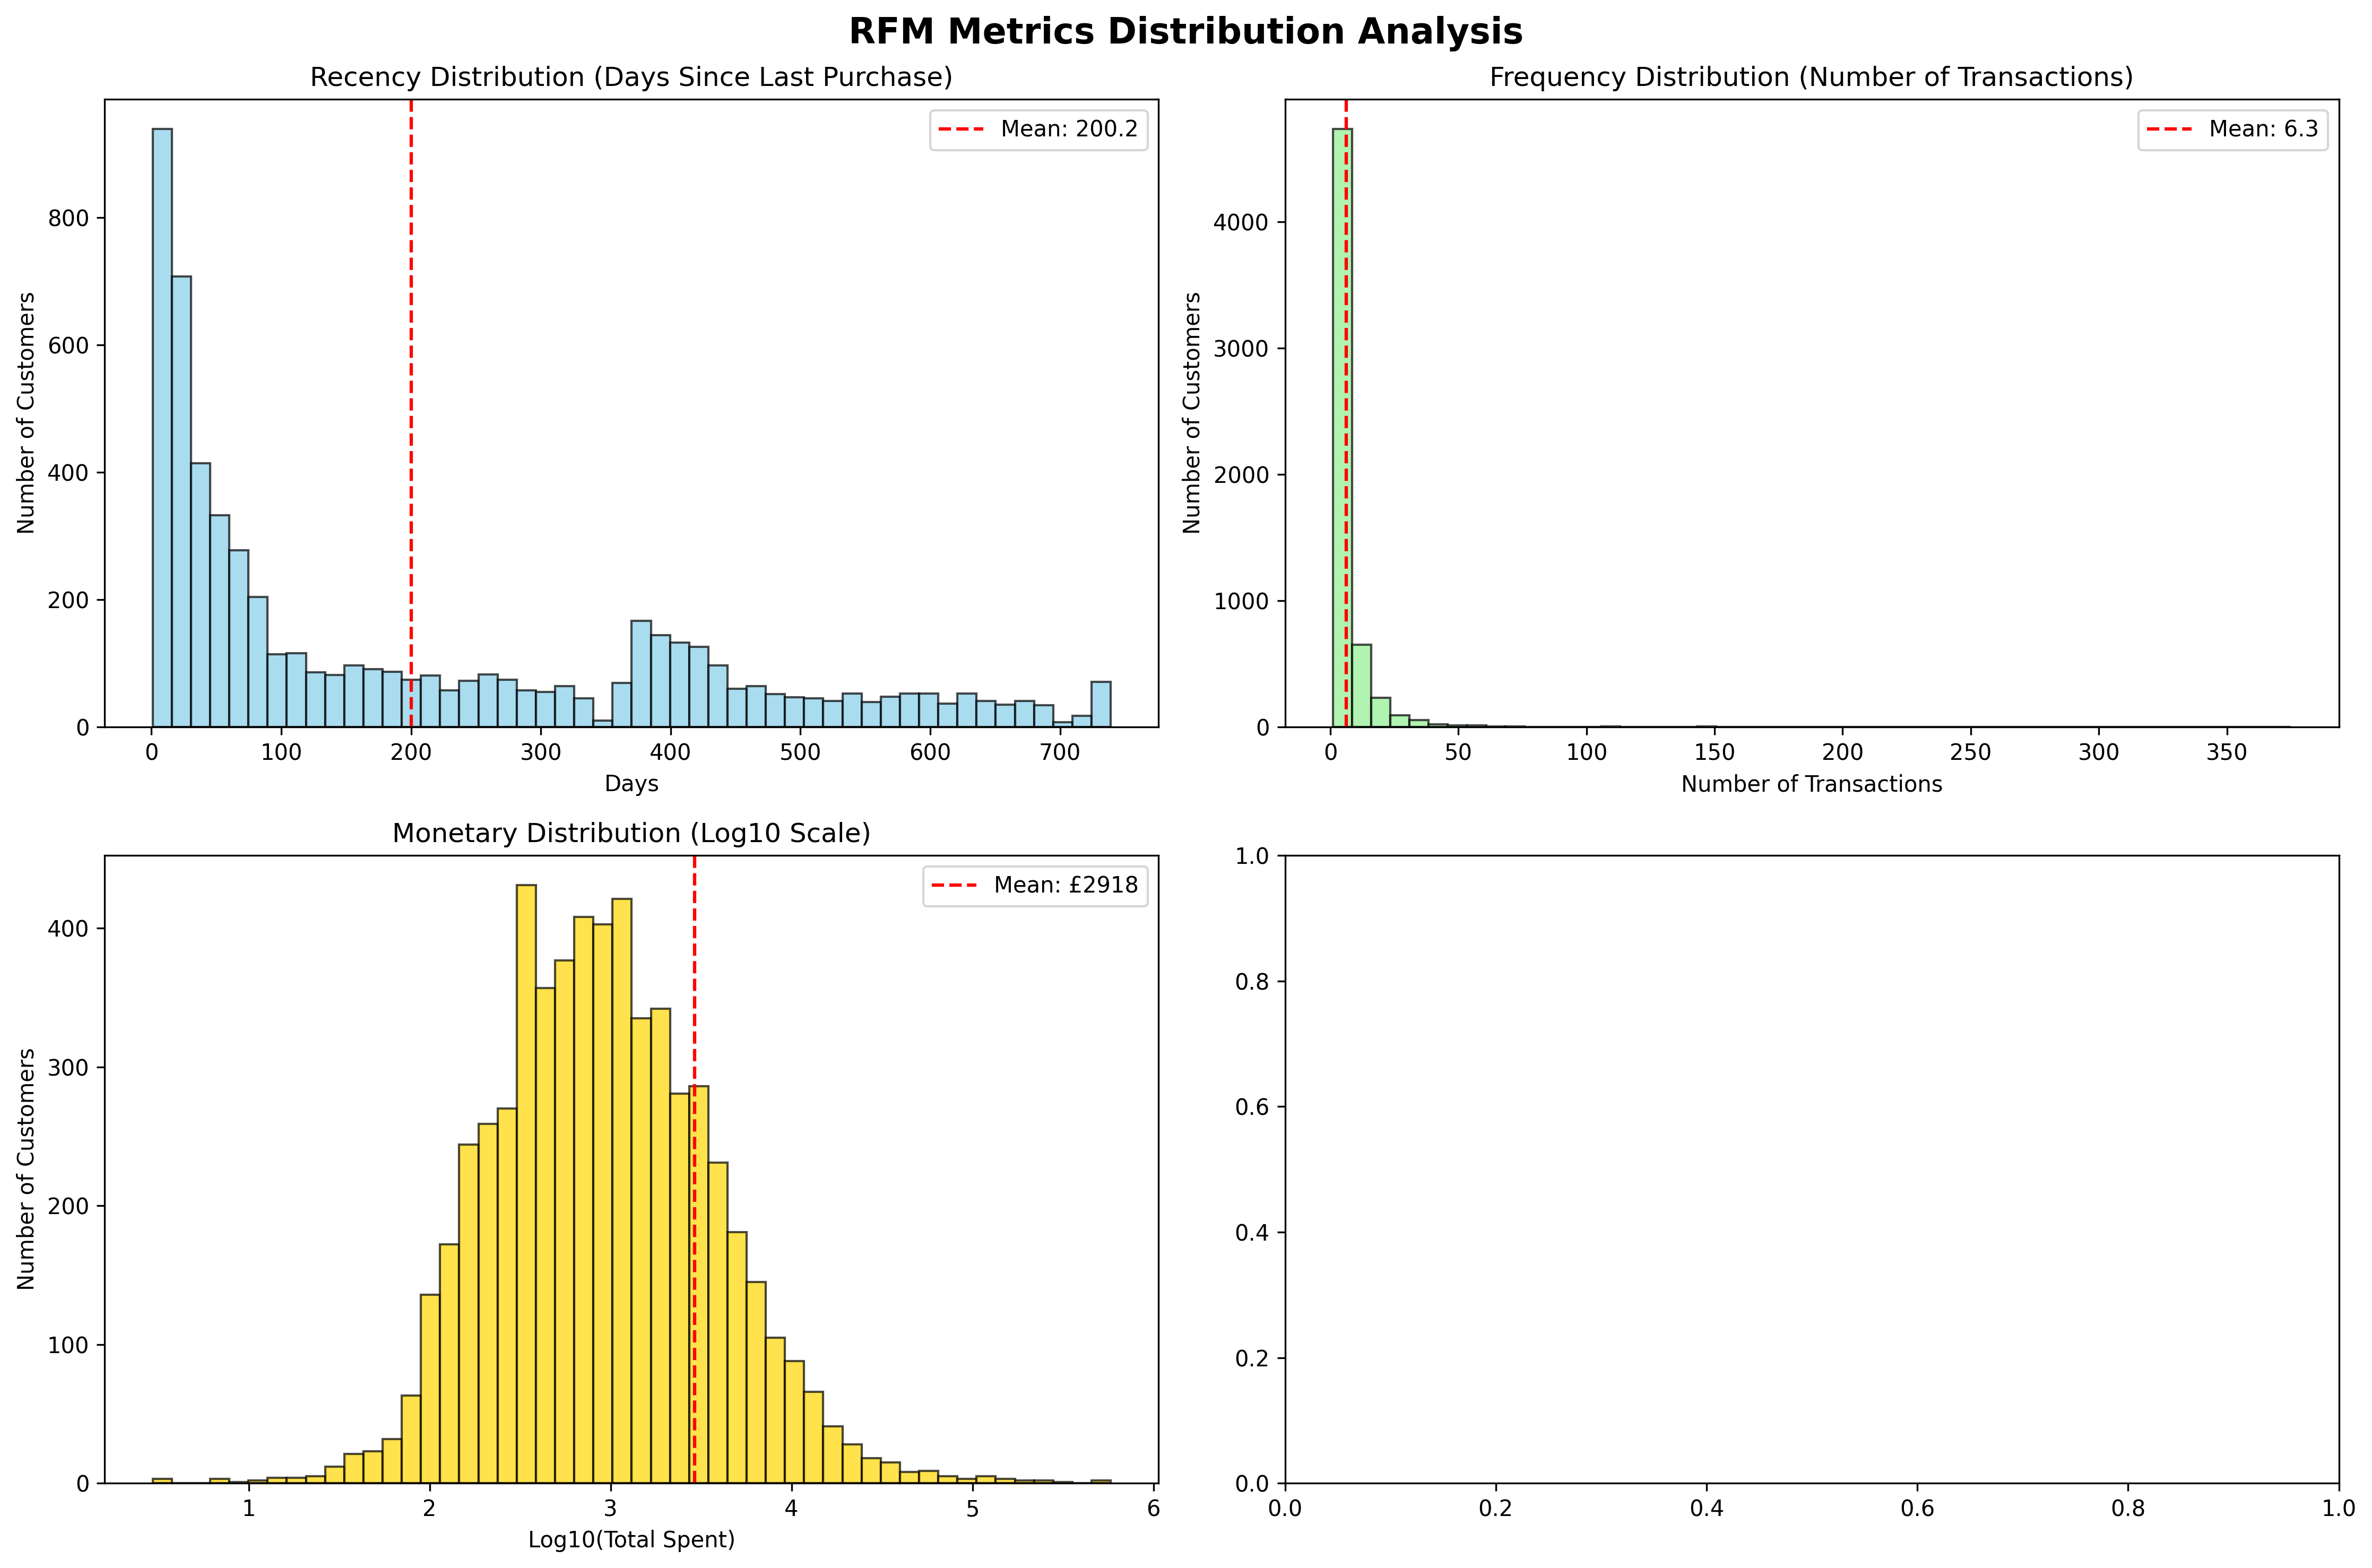 RFM Metrics Distribution Analysis
Recency Distribution (Days Since Last Purchase)
Mean: 200.2
Number of Customers
800
600
400
200
0
0 100 200 300 400 500 600 700
Days
Frequency Distribution (Number of Transactions)
Mean: 6.3
Number of Customers
4000
3000
2000
1000
0
0 50 100 150 200 250 300 350
Number of Transactions
Monetary Distribution (Log10 Scale)
Mean: £2918
Number of Customers
400
300
200
100
0
1 2 3 4 5 6
Log10(Total Spent)
1.0
0.8
0.6
0.4
0.2
0.0
0.0 0.2 0.4 0.6 0.8 1.0